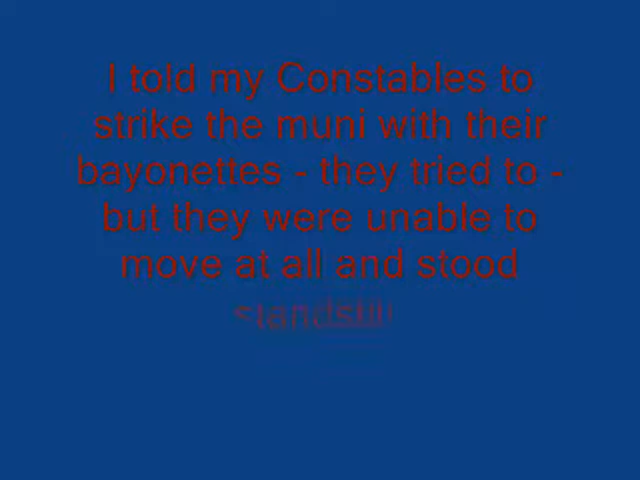 I told my Constables to
strike the muni with their
bayonettes - they tried to -
but they were unable to
move at all and stood
standstill